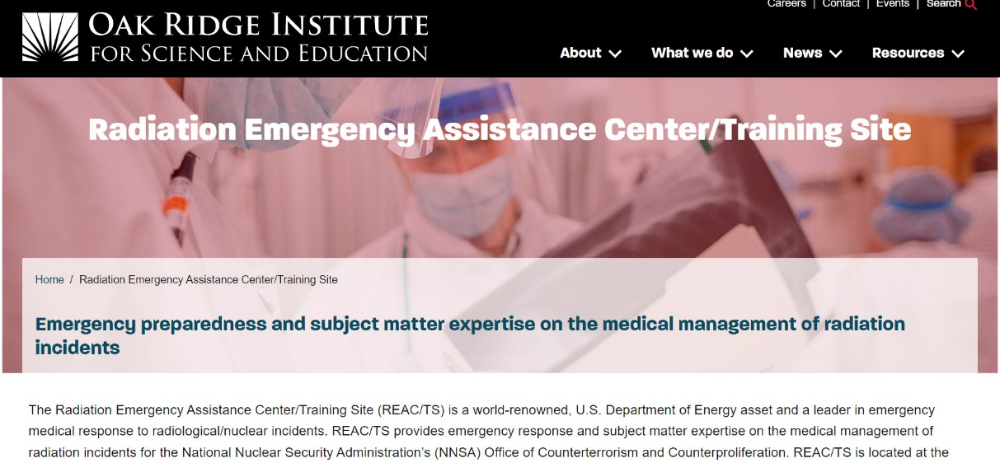 Careers | Contact | Events | Search
OAK RIDGE INSTITUTE
FOR SCIENCE AND EDUCATION
About What we do News Resources
Radiation Emergency Assistance Center/Training Site
Home / Radiation Emergency Assistance Center/Training Site
Emergency preparedness and subject matter expertise on the medical management of radiation
incidents
The Radiation Emergency Assistance Center/Training Site (REAC/TS) is a world-renowned, U.S. Department of Energy asset and a leader in emergency
medical response to radiological/nuclear incidents. REAC/TS provides emergency response and subject matter expertise on the medical management of
radiation incidents for the National Nuclear Security Administration's (NNSA) Office of Counterterrorism and Counterproliferation. REAC/TS is located at the